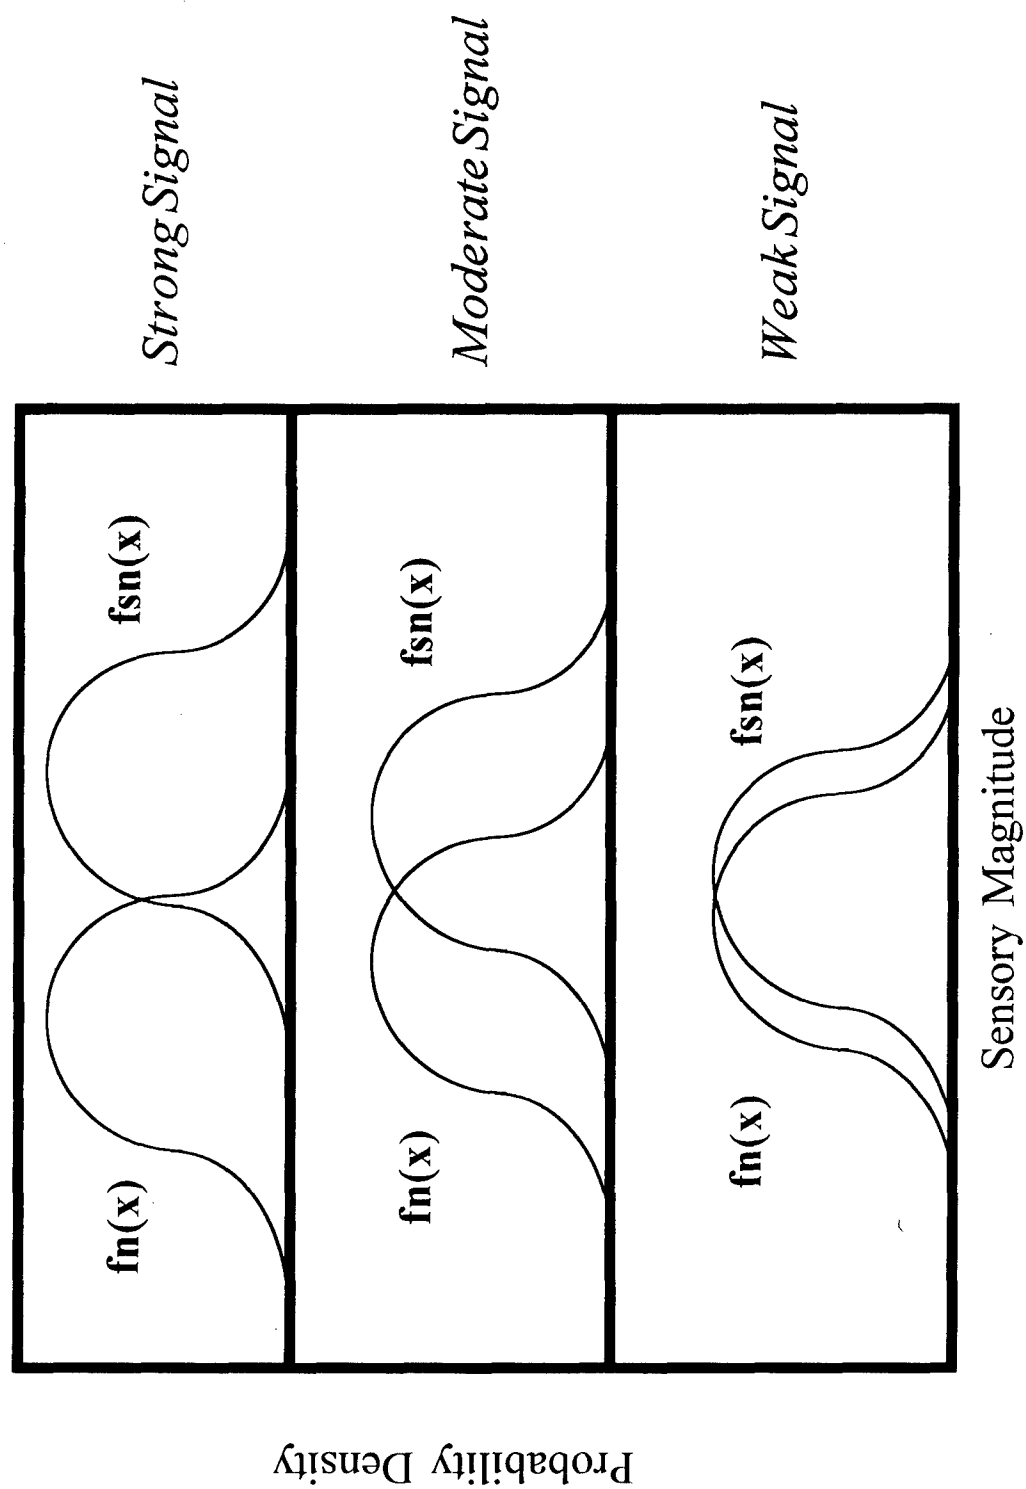 fn(x)
fsn(x)
Strong Signal
fn(x)
fsn(x)
Moderate Signal
fn(x)
fsn(x)
Weak Signal
Probability Density
Sensory Magnitude